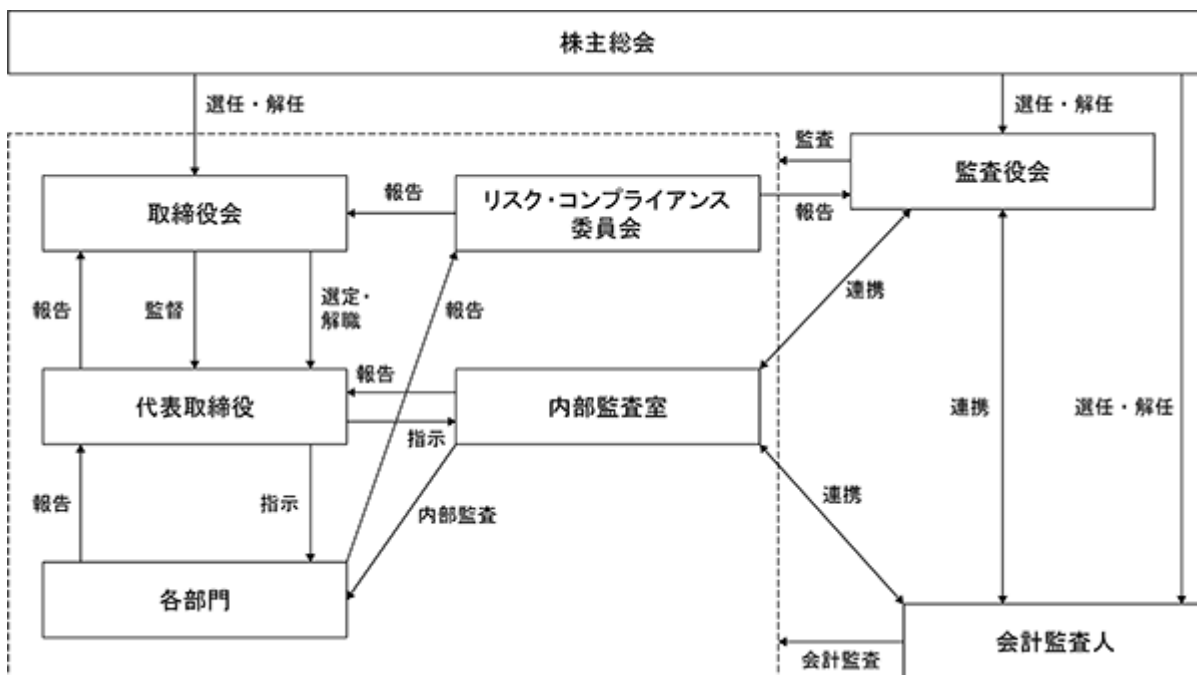 株主総会
選任・解任
選任・解任
監査
監査役会
取締役会
報告
リスク・コンプライアンス
委員会
報告
報告
監督
選定・
解職
報告
連携
代表取締役
報告
指示
内部監査室
連携
選任・解任
報告
指示
内部監査
連携
各部門
会計監査
会計監査人